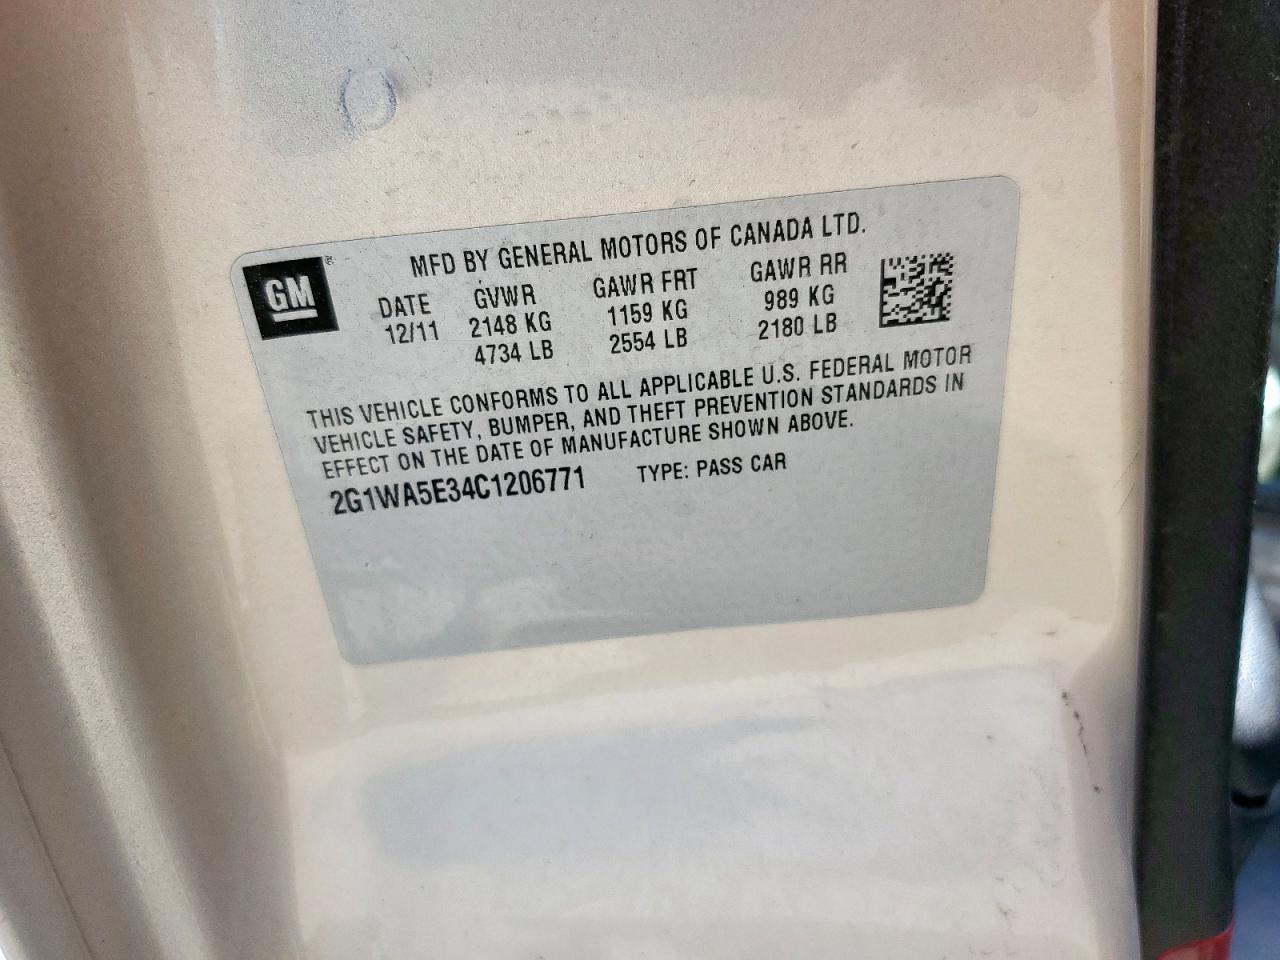 GM ®
MFD BY GENERAL MOTORS OF CANADA LTD.
DATE GVWR GAWR FRT GAWR RR
12/11 2148 KG 1159 KG 989 KG
4734 LB 2554 LB 2180 LB
THIS VEHICLE CONFORMS TO ALL APPLICABLE U.S. FEDERAL MOTOR
VEHICLE SAFETY, BUMPER, AND THEFT PREVENTION STANDARDS IN
EFFECT ON THE DATE OF MANUFACTURE SHOWN ABOVE.
2G1WA5E34C1206771 TYPE: PASS CAR